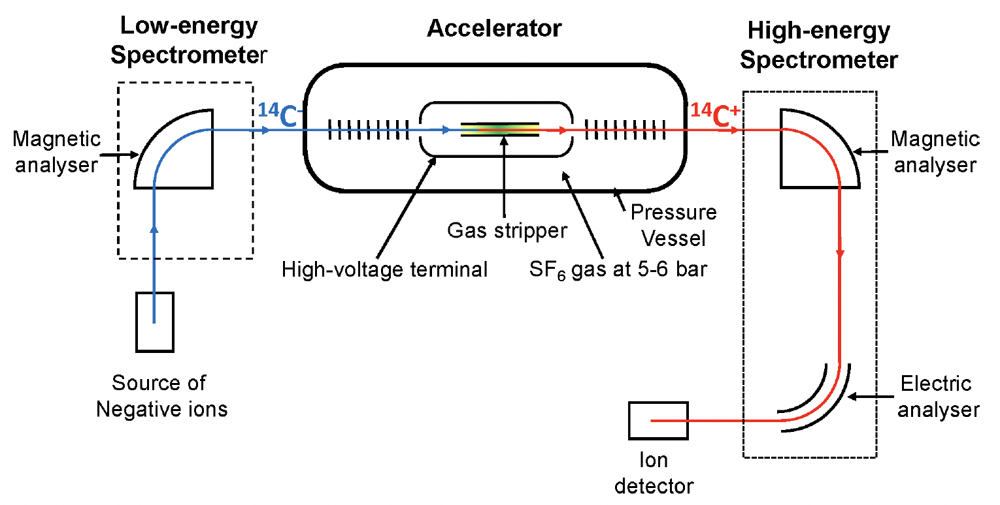 Low-energy
Spectrometer
Accelerator
High-energy
Spectrometer
Magnetic
analyser
¹⁴C⁻
¹⁴C⁺
Magnetic
analyser
Gas stripper
Pressure
Vessel
High-voltage terminal
SF₆ gas at 5-6 bar
Source of
Negative ions
Electric
analyser
Ion
detector